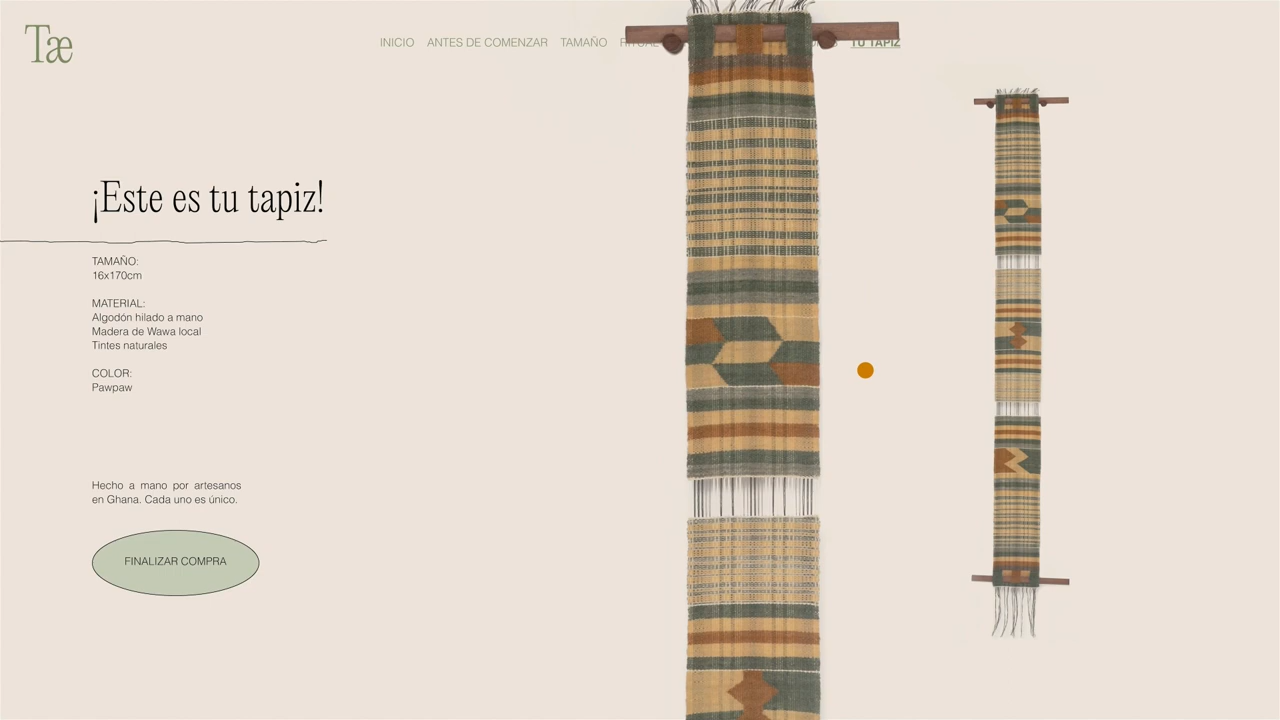 Tæ
INICIO ANTES DE COMENZAR TAMAÑO TU TAPIZ
¡Este es tu tapiz!
TAMAÑO:
16x170cm
MATERIAL:
Algodón hilado a mano
Madera de Wawa local
Tintes naturales
COLOR:
Pawpaw
Hecho a mano por artesanos
en Ghana. Cada uno es único.
FINALIZAR COMPRA